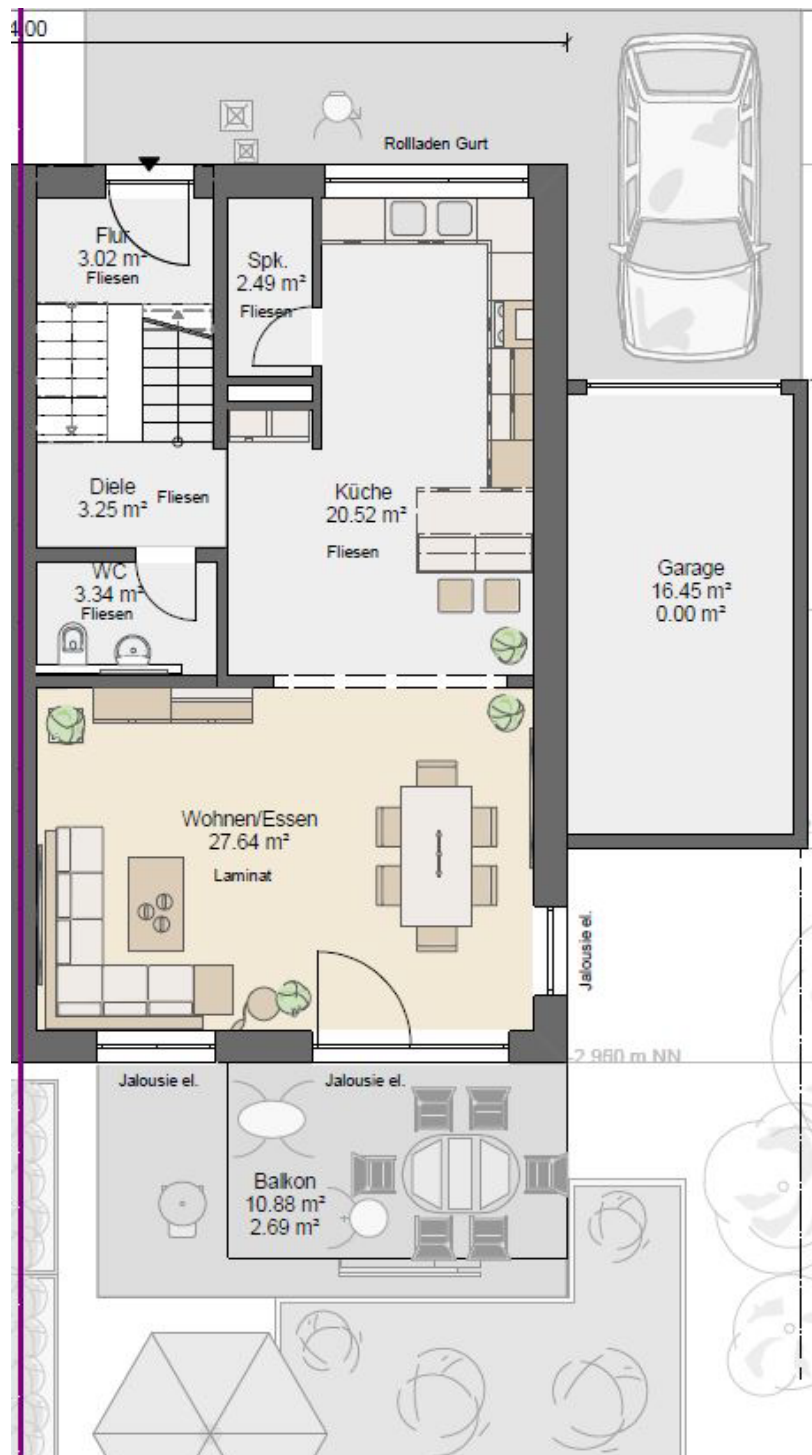 4.00
Rollladen Gurt
Flur
3.02 m²
Fliesen
Spk.
2.49 m²
Fliesen
Diele
3.25 m²
Fliesen
Küche
20.52 m²
Fliesen
WC
3.34 m²
Fliesen
Garage
16.45 m²
0.00 m²
Wohnen/Essen
27.64 m²
Laminat
Jalousie el.
-2.960 m NN
Jalousie el.
Jalousie el.
Balkon
10.88 m²
2.69 m²